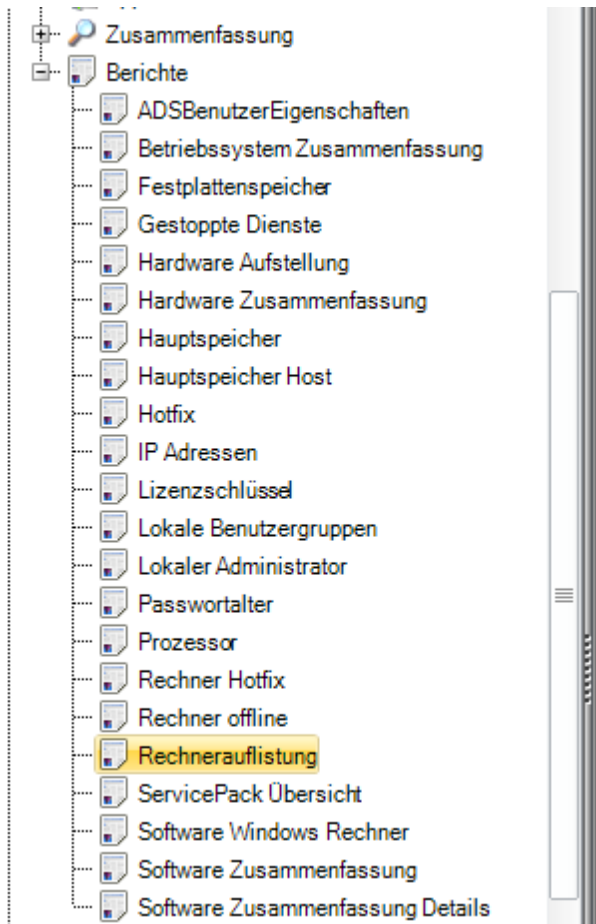 Zusammenfassung
Berichte
ADSBenutzerEigenschaften
Betriebssystem Zusammenfassung
Festplattenspeicher
Gestoppte Dienste
Hardware Aufstellung
Hardware Zusammenfassung
Hauptspeicher
Hauptspeicher Host
Hotfix
IP Adressen
Lizenzschlüssel
Lokale Benutzergruppen
Lokaler Administrator
Passwortalter
Prozessor
Rechner Hotfix
Rechner offline
Rechnerauflistung
ServicePack Übersicht
Software Windows Rechner
Software Zusammenfassung
Software Zusammenfassung Details